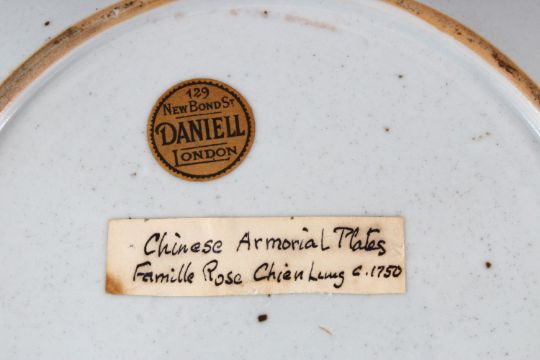 129
NEW BOND ST
DANIELL
LONDON
Chinese Armorial Plates
Famille Rose Chien Lung c.1750